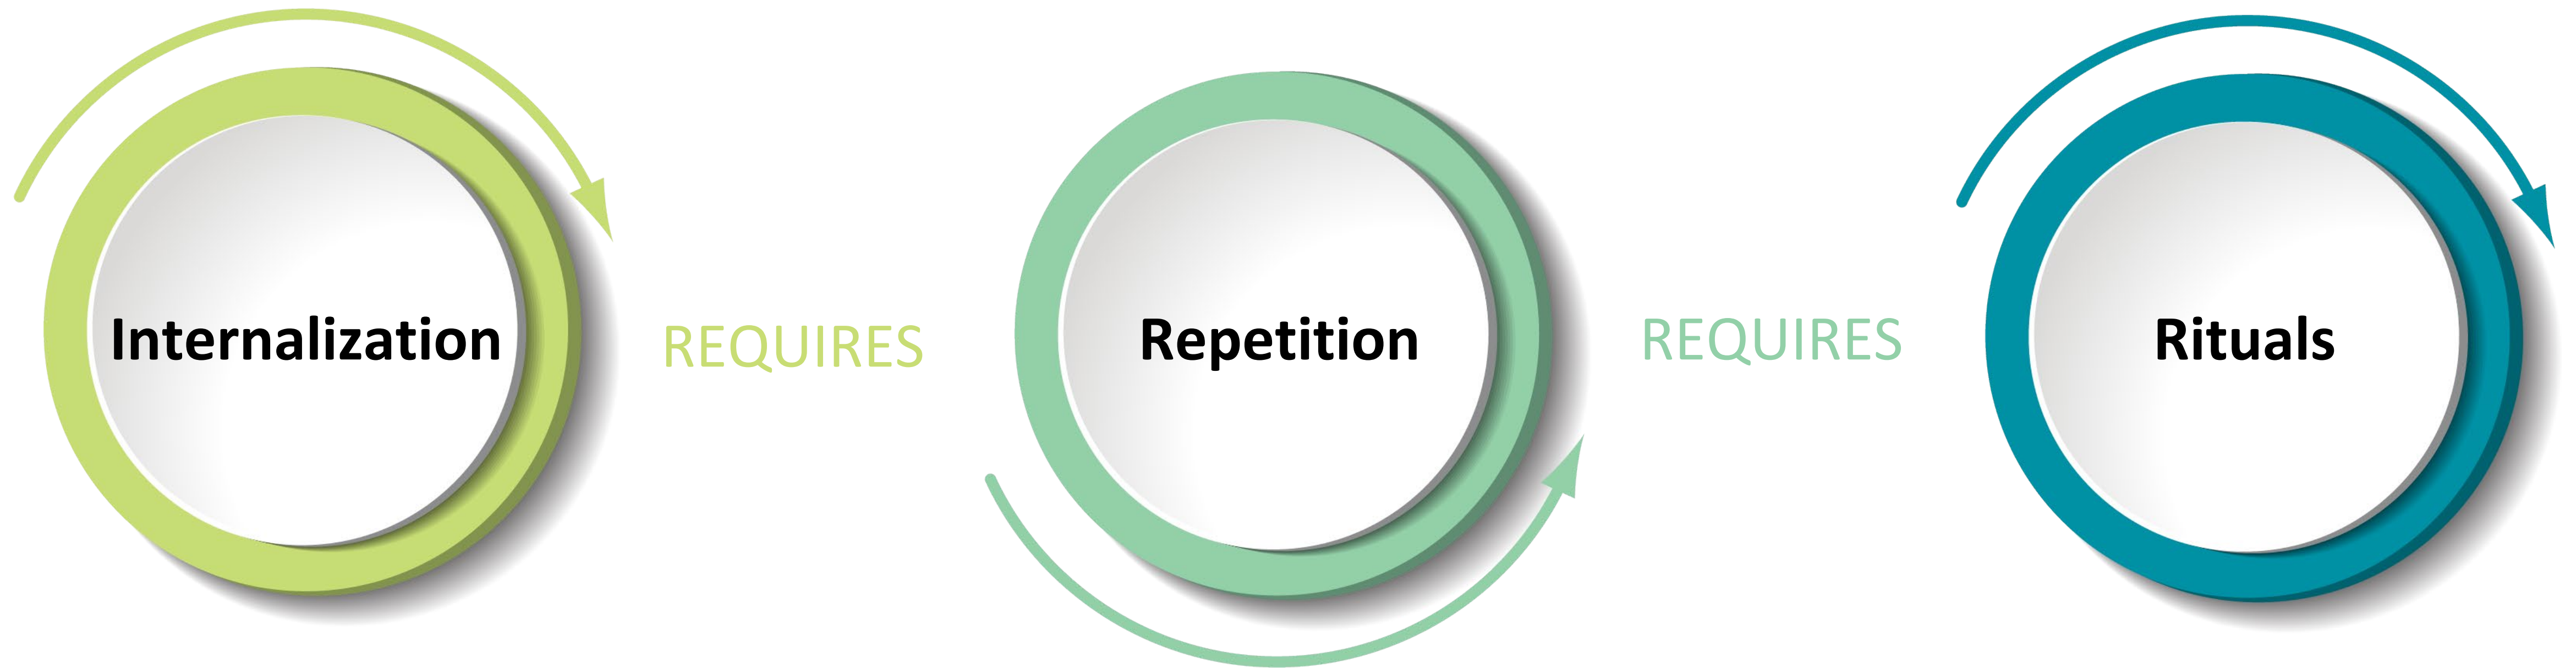 Internalization
REQUIRES
Repetition
REQUIRES
Rituals